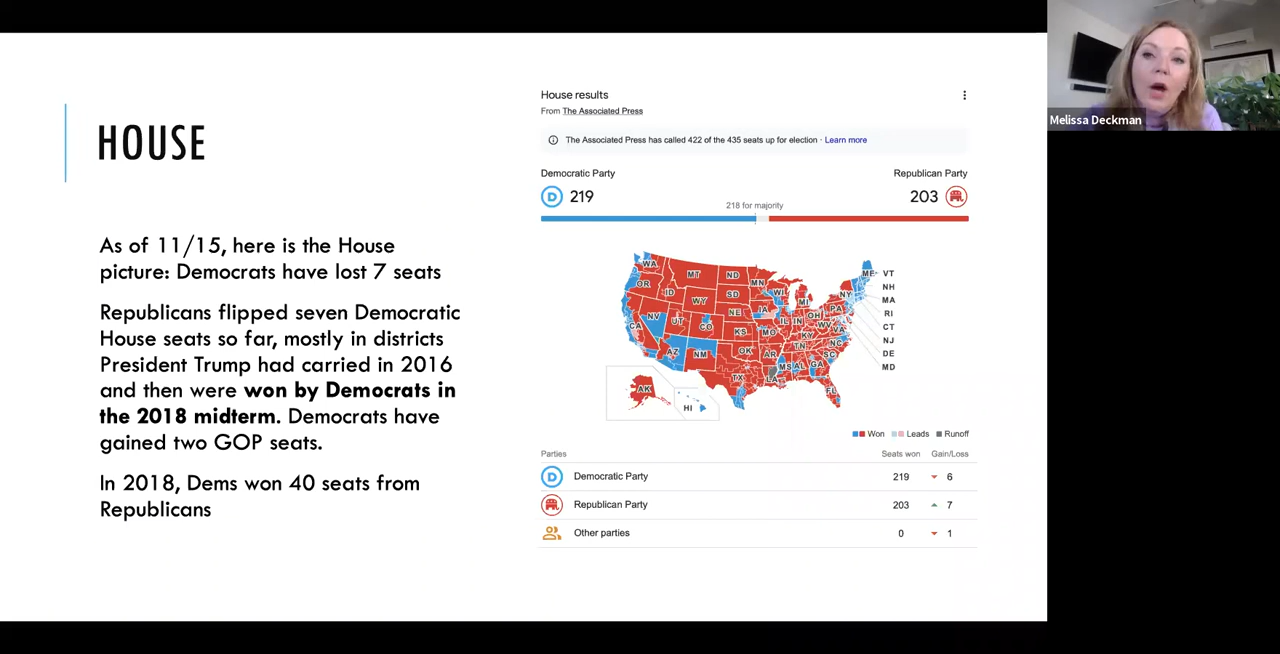 HOUSE
As of 11/15, here is the House
picture: Democrats have lost 7 seats
Republicans flipped seven Democratic
House seats so far, mostly in districts
President Trump had carried in 2016
and then were won by Democrats in
the 2018 midterm. Democrats have
gained two GOP seats.
In 2018, Dems won 40 seats from
Republicans
House results
From The Associated Press
The Associated Press has called 422 of the 435 seats up for election · Learn more
Democratic Party
Republican Party
D 219
203
218 for majority
WA
MT
ND
MN
ME
VT
OR
ID
SD
WI
MI
NY
NH
WY
MA
NV
UT
NE
IA
IL
IN
OH
PA
RI
CA
CO
KS
MO
KY
WV
VA
CT
AZ
NM
OK
AR
TN
NC
NJ
SC
DE
TX
LA
MS
AL
GA
MD
AK
HI
FL
Won
Leads
Runoff
Parties
Seats won
Gain/Loss
D Democratic Party 219 6
Republican Party 203 7
Other parties 0 1
Melissa Deckman